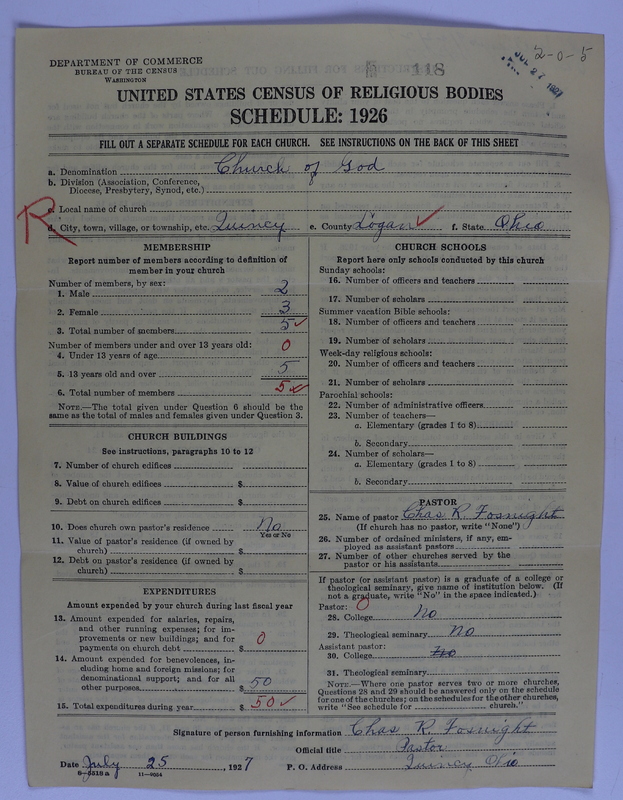 DEPARTMENT OF COMMERCE
BUREAU OF THE CENSUS
WASHINGTON
118
JUL 27 1927
2-0-5
UNITED STATES CENSUS OF RELIGIOUS BODIES
SCHEDULE: 1926
FILL OUT A SEPARATE SCHEDULE FOR EACH CHURCH. SEE INSTRUCTIONS ON THE BACK OF THIS SHEET
a. Denomination Church of God
b. Division (Association, Conference,
Diocese, Presbytery, Synod, etc.)
R
c. Local name of church
d. City, town, village, or township, etc. Quincy e. County Logan ✓ f. State Ohio
MEMBERSHIP
Report number of members according to definition of
member in your church
Number of members, by sex:
1. Male 2
2. Female 3
3. Total number of members 5 ✓
Number of members under and over 13 years old:
4. Under 13 years of age 0
5. 13 years old and over 5
6. Total number of members 5 ✓
NOTE.—The total given under Question 6 should be the
same as the total of males and females given under Question 3.
CHURCH BUILDINGS
See instructions, paragraphs 10 to 12
7. Number of church edifices
8. Value of church edifices $
9. Debt on church edifices $
10. Does church own pastor's residence No
Yes or No
11. Value of pastor's residence (if owned by
church) $
12. Debt on pastor's residence (if owned by
church) $
EXPENDITURES
Amount expended by your church during last fiscal year
13. Amount expended for salaries, repairs,
and other running expenses; for im-
provements or new buildings; and for
payments on church debt $ 0
14. Amount expended for benevolences, in-
cluding home and foreign missions; for
denominational support; and for all
other purposes $ 50
15. Total expenditures during year $ 50 ✓
CHURCH SCHOOLS
Report here only schools conducted by this church
Sunday schools:
16. Number of officers and teachers
17. Number of scholars
Summer vacation Bible schools:
18. Number of officers and teachers
19. Number of scholars
Week-day religious schools:
20. Number of officers and teachers
21. Number of scholars
Parochial schools:
22. Number of administrative officers
23. Number of teachers—
a. Elementary (grades 1 to 8)
b. Secondary
24. Number of scholars—
a. Elementary (grades 1 to 8)
b. Secondary
PASTOR
25. Name of pastor Chas R. Fosnight
(If church has no pastor, write "None")
26. Number of ordained ministers, if any, em-
ployed as assistant pastors
27. Number of other churches served by the
pastor or his assistants
If pastor (or assistant pastor) is a graduate of a college or
theological seminary, give name of institution below. (If
not a graduate, write "No" in the space indicated.)
Pastor: 0
28. College No
29. Theological seminary No
Assistant pastor:
30. College No
31. Theological seminary
NOTE.—Where one pastor serves two or more churches,
Questions 28 and 29 should be answered only on the schedule
for one of the churches; on the schedules for the other churches,
write "See schedule for church."
Signature of person furnishing information Chas R. Fosnight
Official title Pastor
Date July 25, 1927 P. O. Address Quincy Ohio
8-5518a 11-9054